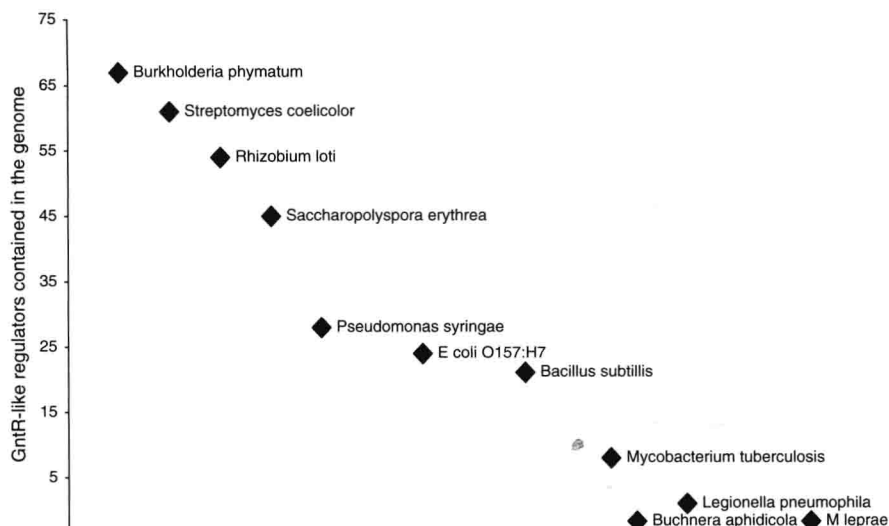 GntR-like regulators contained in the genome
75
65
55
45
35
25
15
5
Burkholderia phymatum
Streptomyces coelicolor
Rhizobium loti
Saccharopolyspora erythrea
Pseudomonas syringae
E coli O157:H7
Bacillus subtillis
Mycobacterium tuberculosis
Legionella pneumophila
Buchnera aphidicola
M leprae